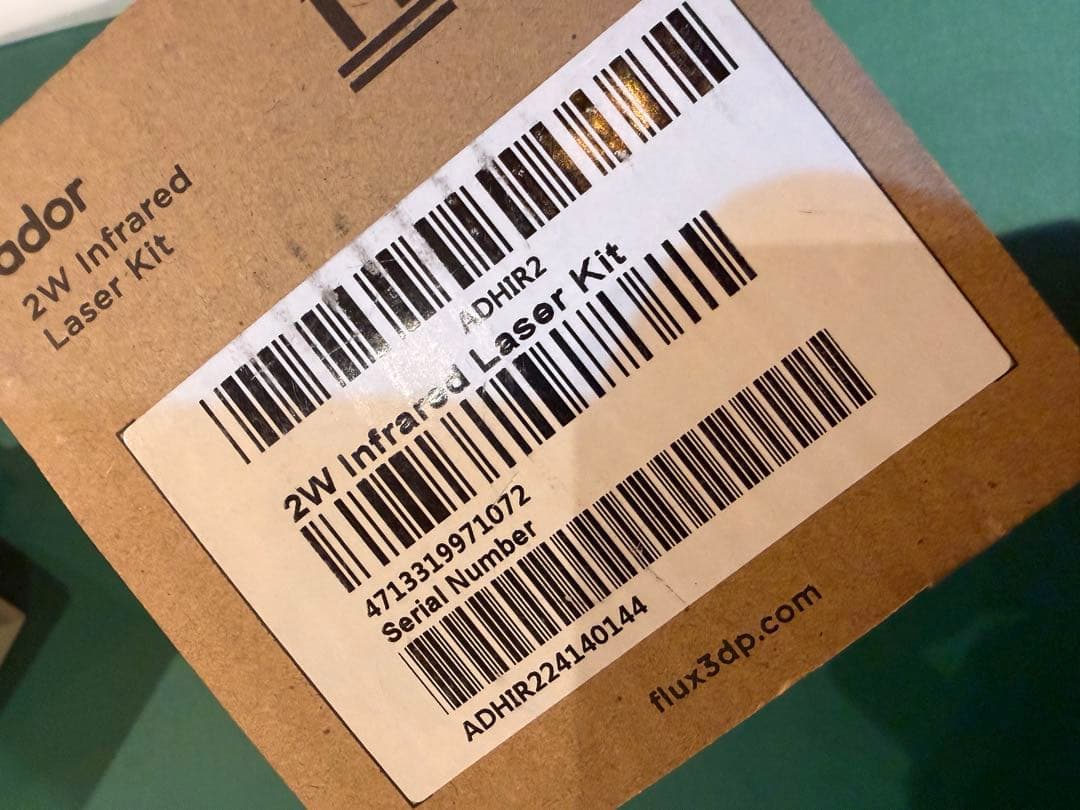 ador
2W Infrared
Laser Kit
ADHIR2
2W Infrared Laser Kit
4713319971072
Serial Number
ADHIR224140144
flux3dp.com